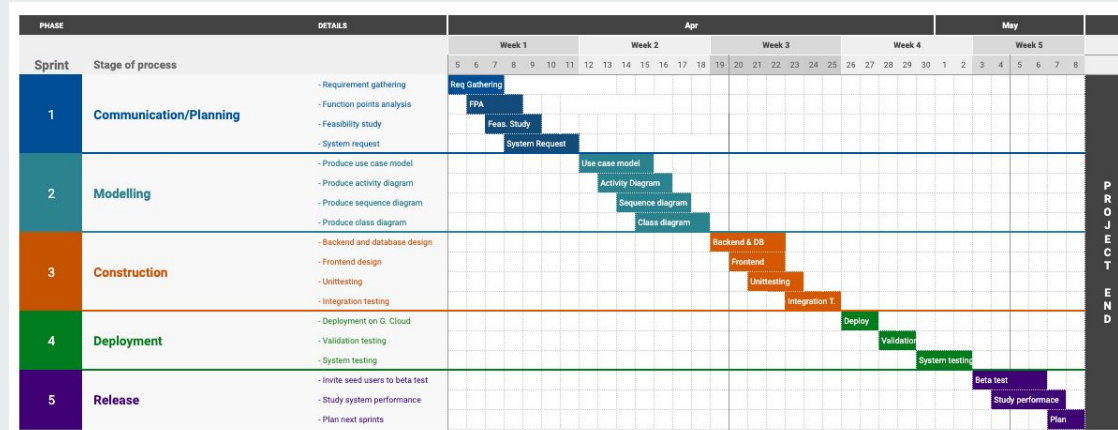 PHASE DETAILS Apr May
Week 1 Week 2 Week 3 Week 4 Week 5
Sprint Stage of process 5 6 7 8 9 10 11 12 13 14 15 16 17 18 19 20 21 22 23 24 25 26 27 28 29 30 1 2 3 4 5 6 7 8
1 Communication/Planning
- Requirement gathering Req Gathering
- Function points analysis FPA
- Feasibility study Feas. Study
- System request System Request
2 Modelling
- Produce use case model Use case model
- Produce activity diagram Activity Diagram
- Produce sequence diagram Sequence diagram
- Produce class diagram Class diagram
3 Construction
- Backend and database design Backend & DB
- Frontend design Frontend
- Unittesting Unittesting
- Integration testing Integration T.
4 Deployment
- Deployment on G. Cloud Deploy
- Validation testing Validation
- System testing System testing
5 Release
- Invite seed users to beta test Beta test
- Study system performance Study performace
- Plan next sprints Plan
PROJECT END